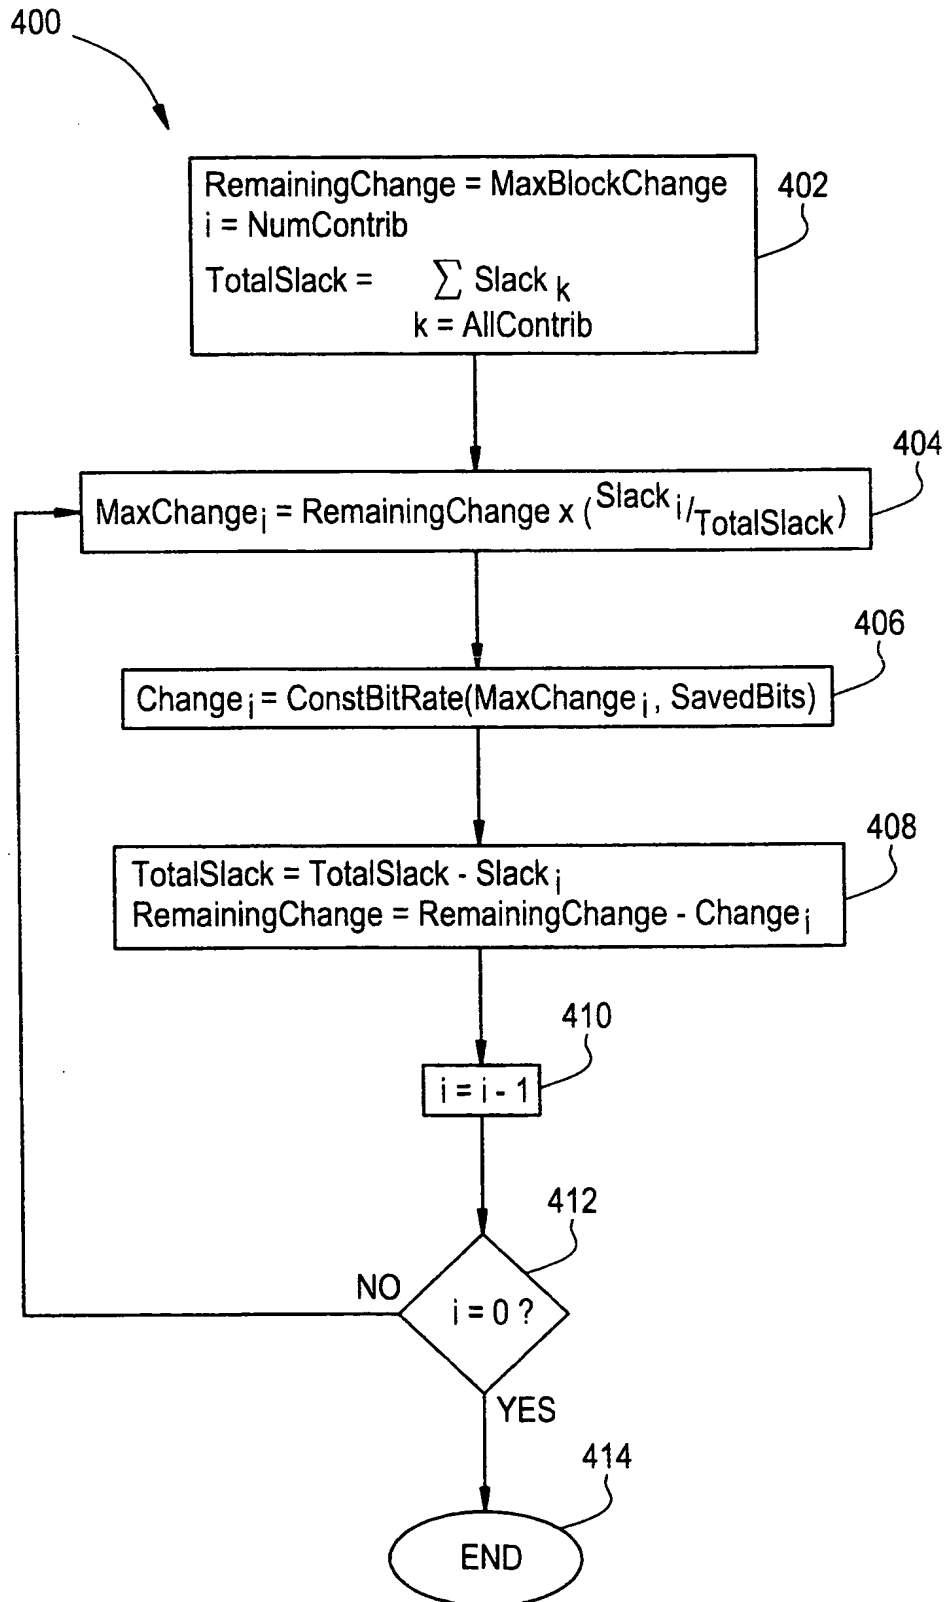 400
RemainingChange = MaxBlockChange
i = NumContrib
TotalSlack = ∑ Slack k
k = AllContrib
402
404
MaxChange i = RemainingChange x (Slack i/TotalSlack)
406
Change i = ConstBitRate(MaxChange i, SavedBits)
408
TotalSlack = TotalSlack - Slack i
RemainingChange = RemainingChange - Change i
410
i = i - 1
412
NO
i = 0 ?
YES
414
END